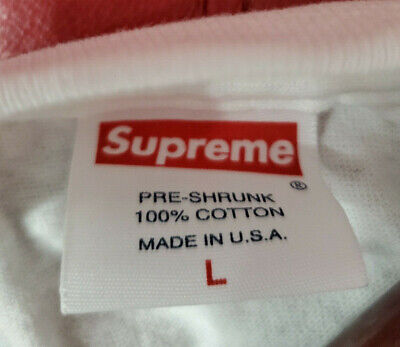 Supreme
®
PRE-SHRUNK
100% COTTON
MADE IN U.S.A.
L